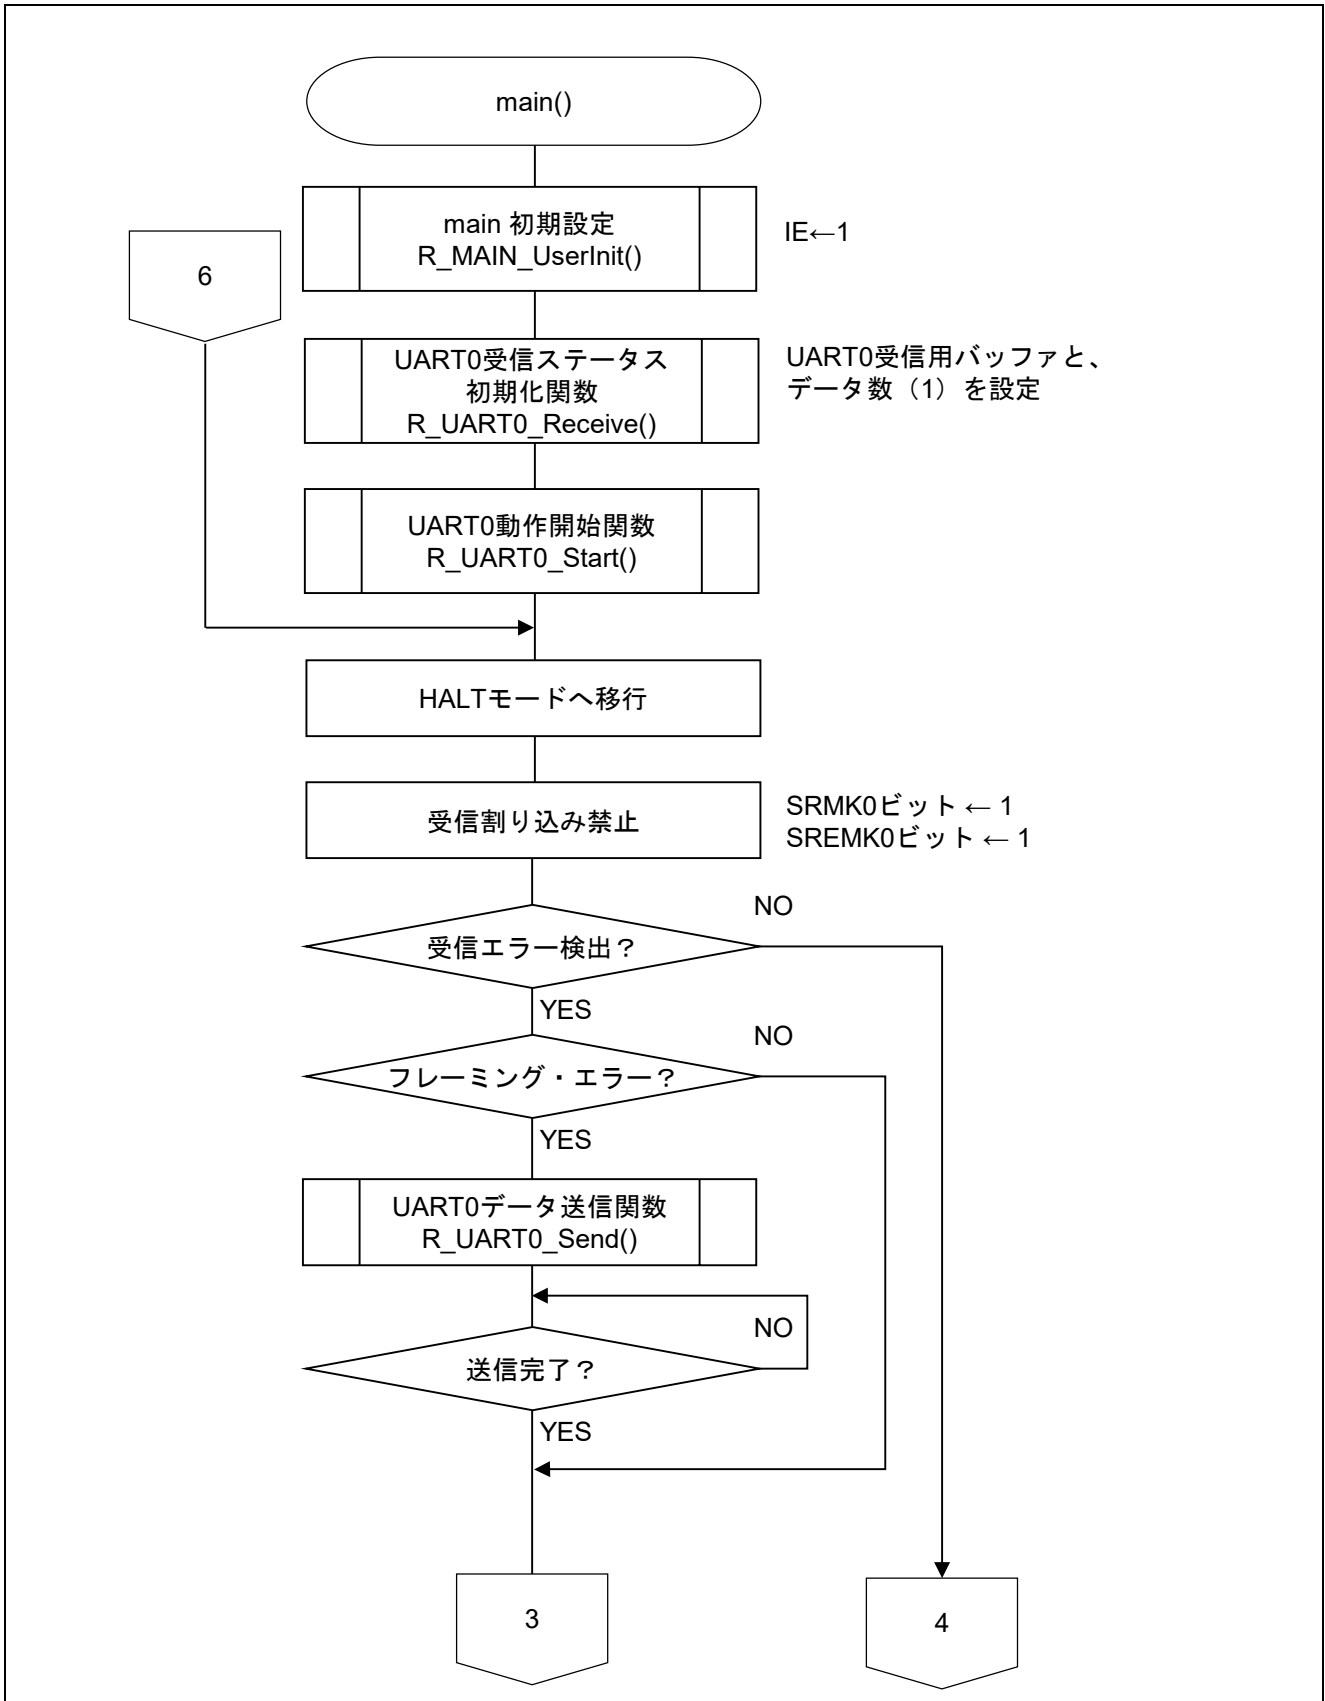 main()
main 初期設定
R_MAIN_UserInit()
IE←1
6
UART0受信ステータス
初期化関数
R_UART0_Receive()
UART0受信用バッファと、
データ数（1）を設定
UART0動作開始関数
R_UART0_Start()
HALTモードへ移行
受信割り込み禁止
SRMK0ビット ← 1
SREMK0ビット ← 1
NO
受信エラー検出？
YES
NO
フレーミング・エラー？
YES
UART0データ送信関数
R_UART0_Send()
NO
送信完了？
YES
3
4